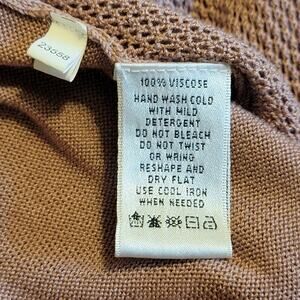 23558
100% VISCOSE
HAND WASH COLD
WITH MILD
DETERGENT
DO NOT BLEACH
DO NOT TWIST
OR WRING
RESHAPE AND
DRY FLAT
USE COOL IRON
WHEN NEEDED